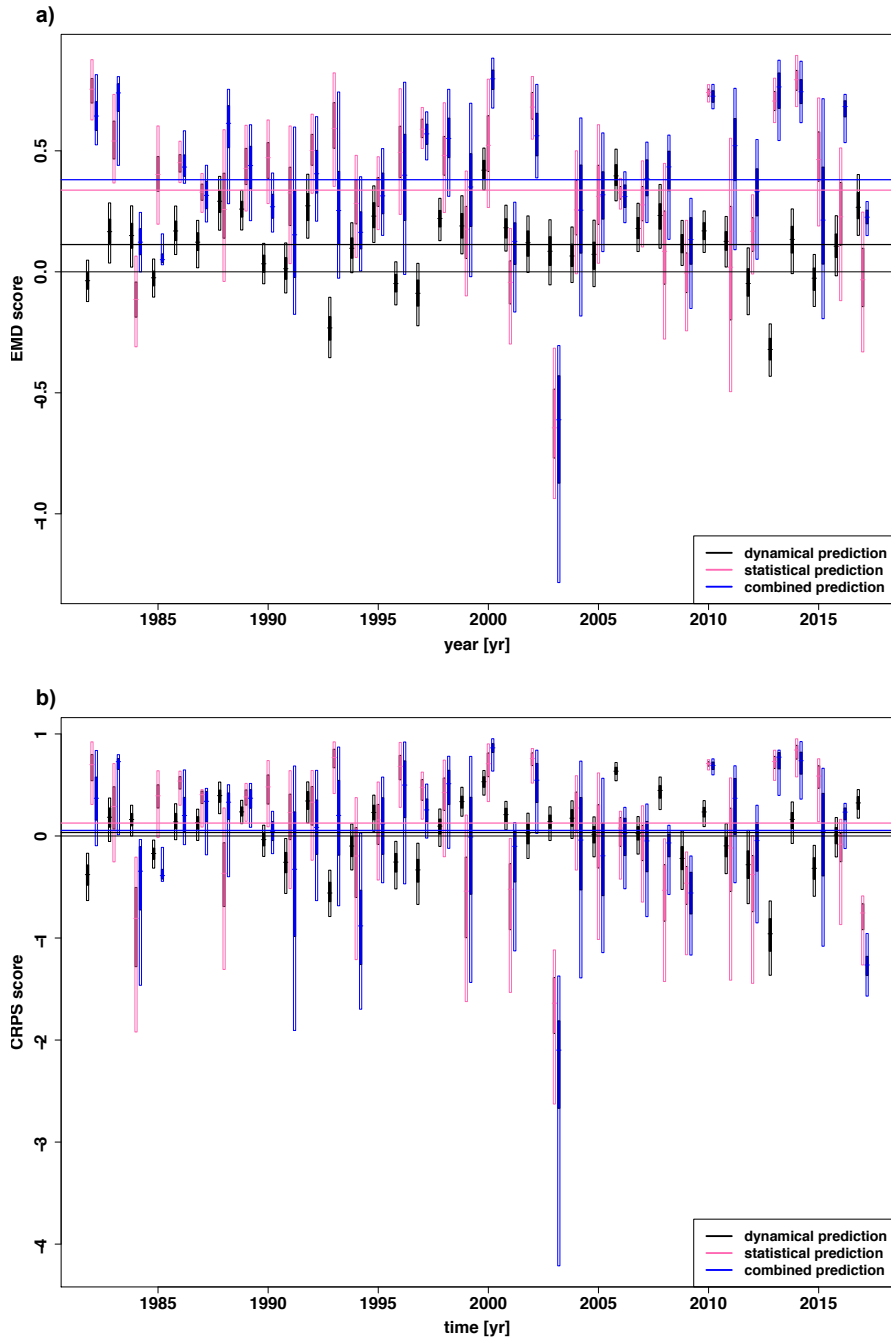 a)
EMD score
0.5
0.0
-0.5
-1.0
1985 1990 1995 2000 2005 2010 2015
year [yr]
dynamical prediction
statistical prediction
combined prediction
b)
CRPS score
1
0
-1
-2
-3
-4
1985 1990 1995 2000 2005 2010 2015
time [yr]
dynamical prediction
statistical prediction
combined prediction